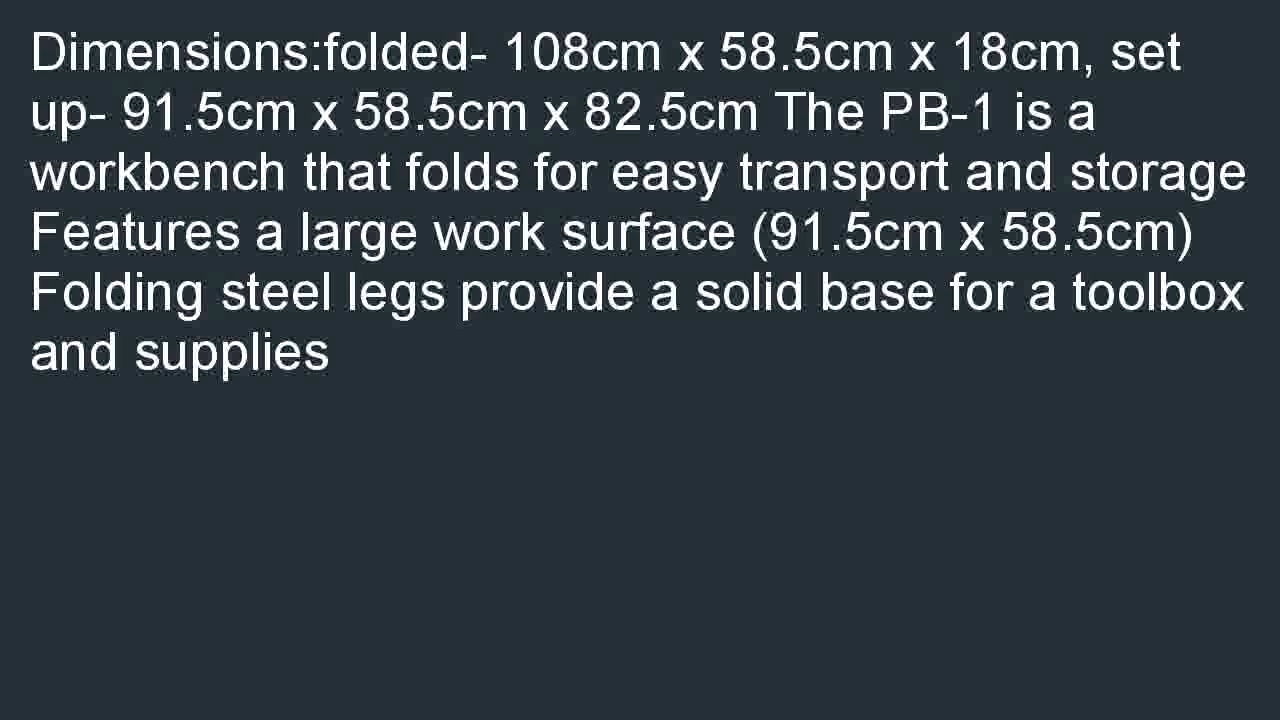 Dimensions:folded- 108cm x 58.5cm x 18cm, set
up- 91.5cm x 58.5cm x 82.5cm The PB-1 is a
workbench that folds for easy transport and storage
Features a large work surface (91.5cm x 58.5cm)
Folding steel legs provide a solid base for a toolbox
and supplies